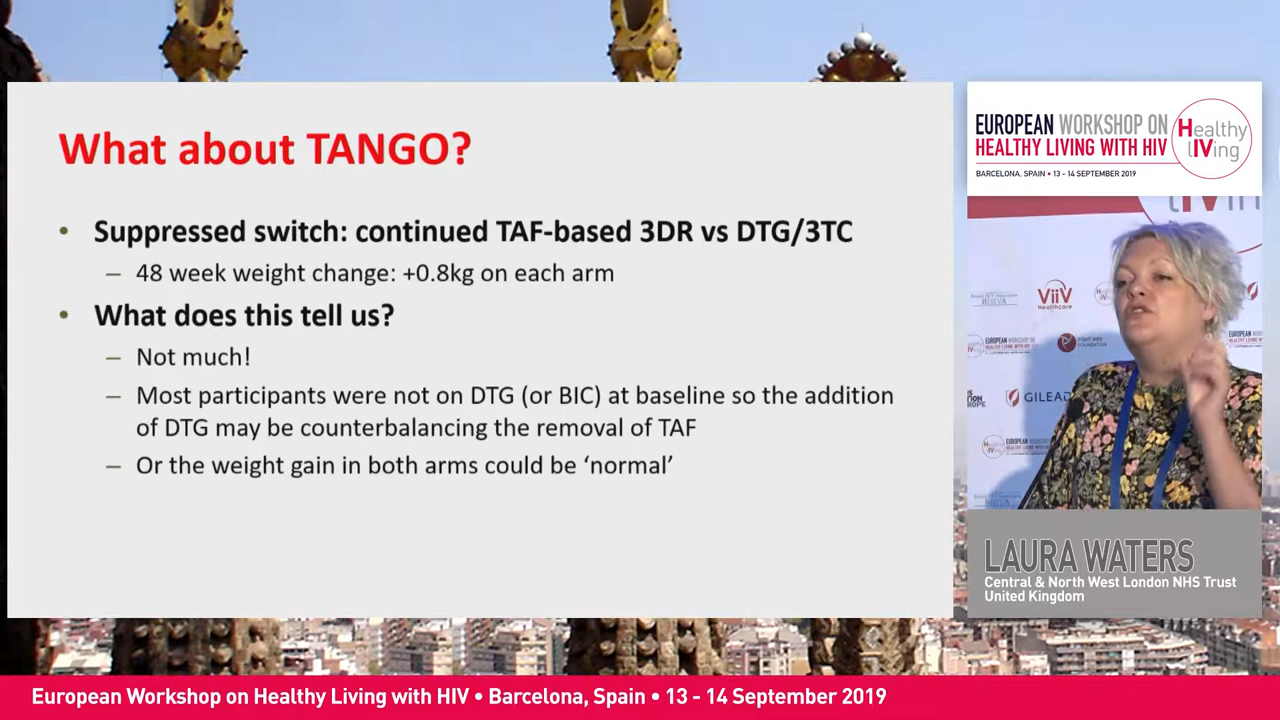 What about TANGO?
• Suppressed switch: continued TAF-based 3DR vs DTG/3TC
– 48 week weight change: +0.8kg on each arm
• What does this tell us?
– Not much!
– Most participants were not on DTG (or BIC) at baseline so the addition
of DTG may be counterbalancing the removal of TAF
– Or the weight gain in both arms could be ‘normal’
EUROPEAN WORKSHOP ON
HEALTHY LIVING WITH HIV
BARCELONA, SPAIN • 13 - 14 SEPTEMBER 2019
Healthy
lIVing
ViiV
Healthcare
GILEAD
LAURA WATERS
Central & North West London NHS Trust
United Kingdom
European Workshop on Healthy Living with HIV • Barcelona, Spain • 13 - 14 September 2019